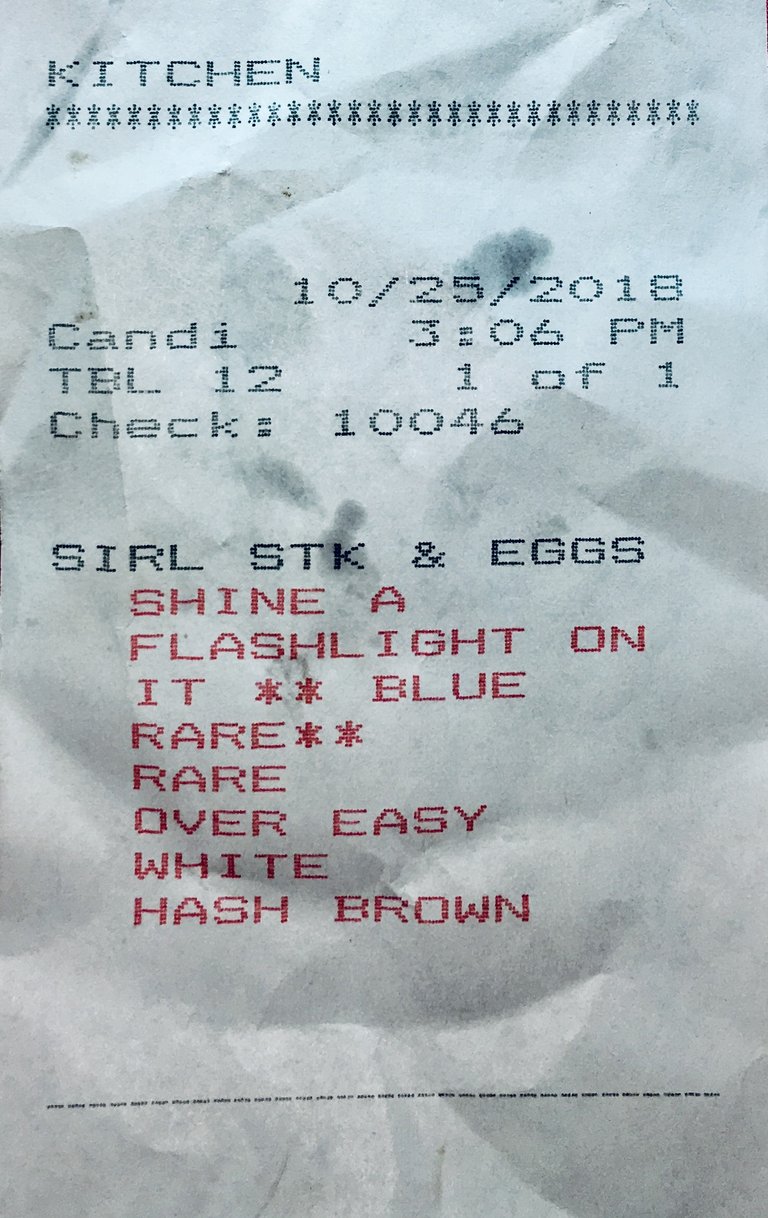 KITCHEN
**********************************
10/25/2018
Candi 3:06 PM
TBL 12 1 of 1
Check: 10046
SIRL STK & EGGS
SHINE A
FLASHLIGHT ON
IT ** BLUE
RARE**
RARE
OVER EASY
WHITE
HASH BROWN